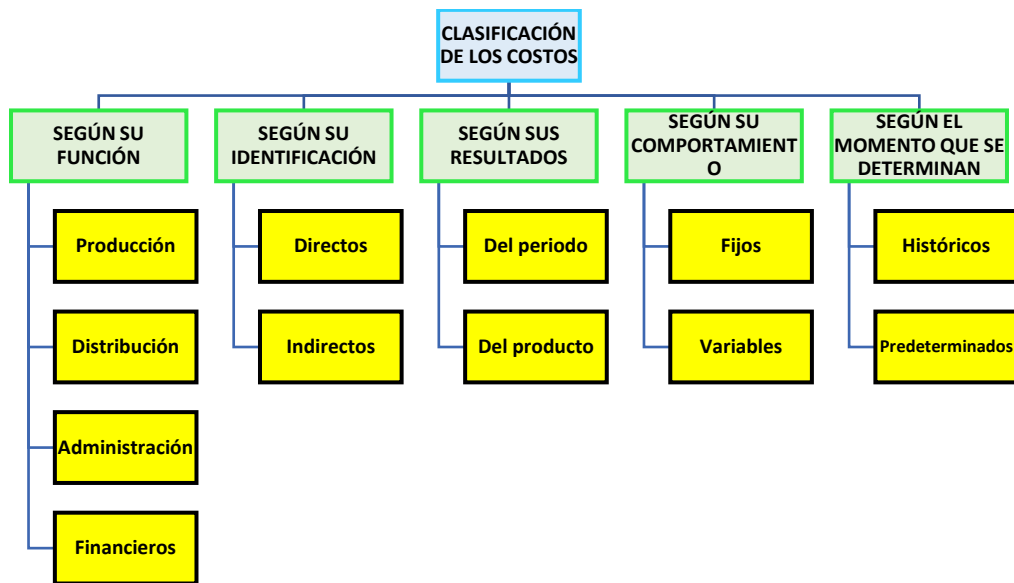 CLASIFICACIÓN
DE LOS COSTOS
SEGÚN SU
FUNCIÓN
Producción
Distribución
Administración
Financieros
SEGÚN SU
IDENTIFICACIÓN
Directos
Indirectos
SEGÚN SUS
RESULTADOS
Del periodo
Del producto
SEGÚN SU
COMPORTAMIENT
O
Fijos
Variables
SEGÚN EL
MOMENTO QUE SE
DETERMINAN
Históricos
Predeterminados